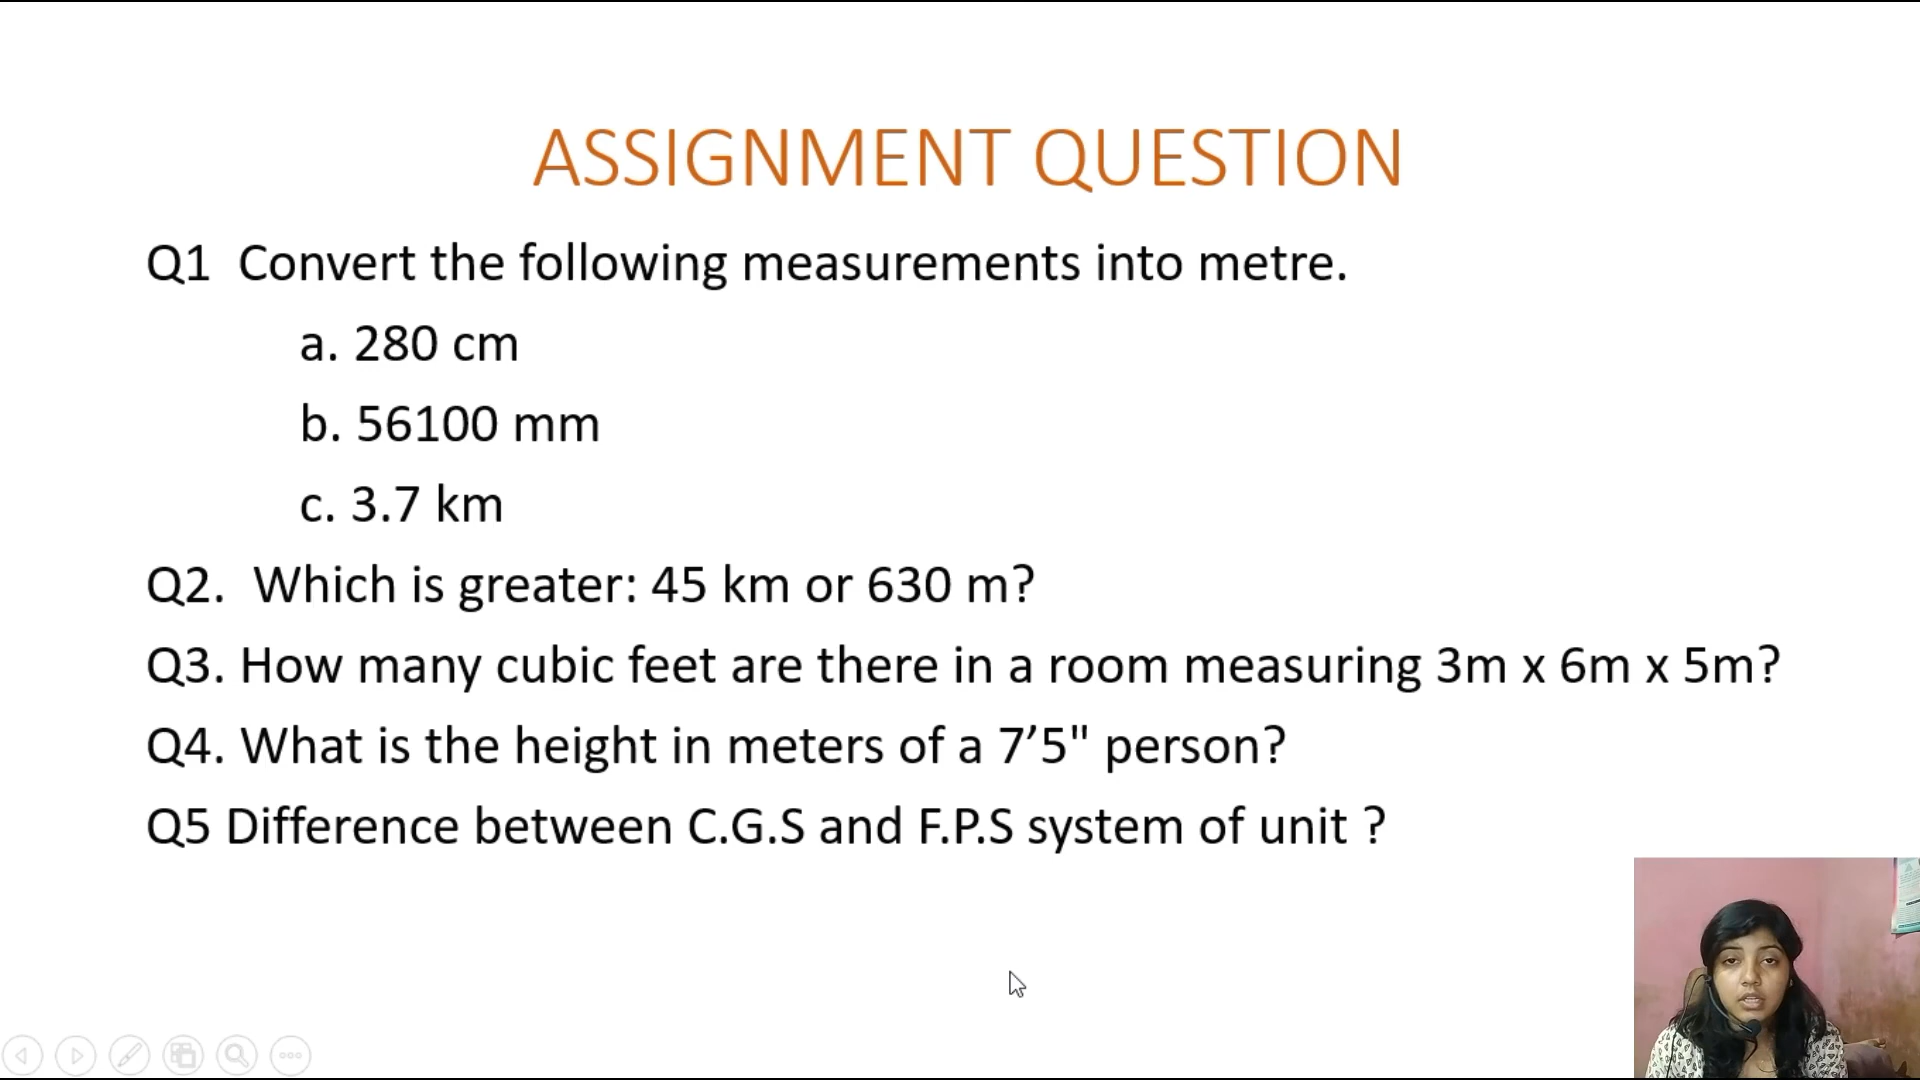 ASSIGNMENT QUESTION
Q1 Convert the following measurements into metre.
a. 280 cm
b. 56100 mm
c. 3.7 km
Q2. Which is greater: 45 km or 630 m?
Q3. How many cubic feet are there in a room measuring 3m x 6m x 5m?
Q4. What is the height in meters of a 7’5" person?
Q5 Difference between C.G.S and F.P.S system of unit ?